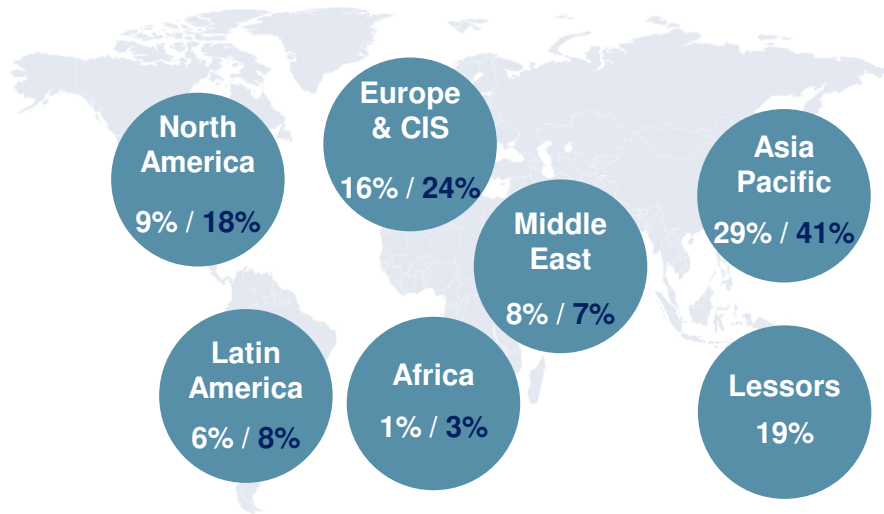 North
America
9% / 18%
Europe
& CIS
16% / 24%
Asia
Pacific
29% / 41%
Middle
East
8% / 7%
Latin
America
6% / 8%
Africa
1% / 3%
Lessors
19%